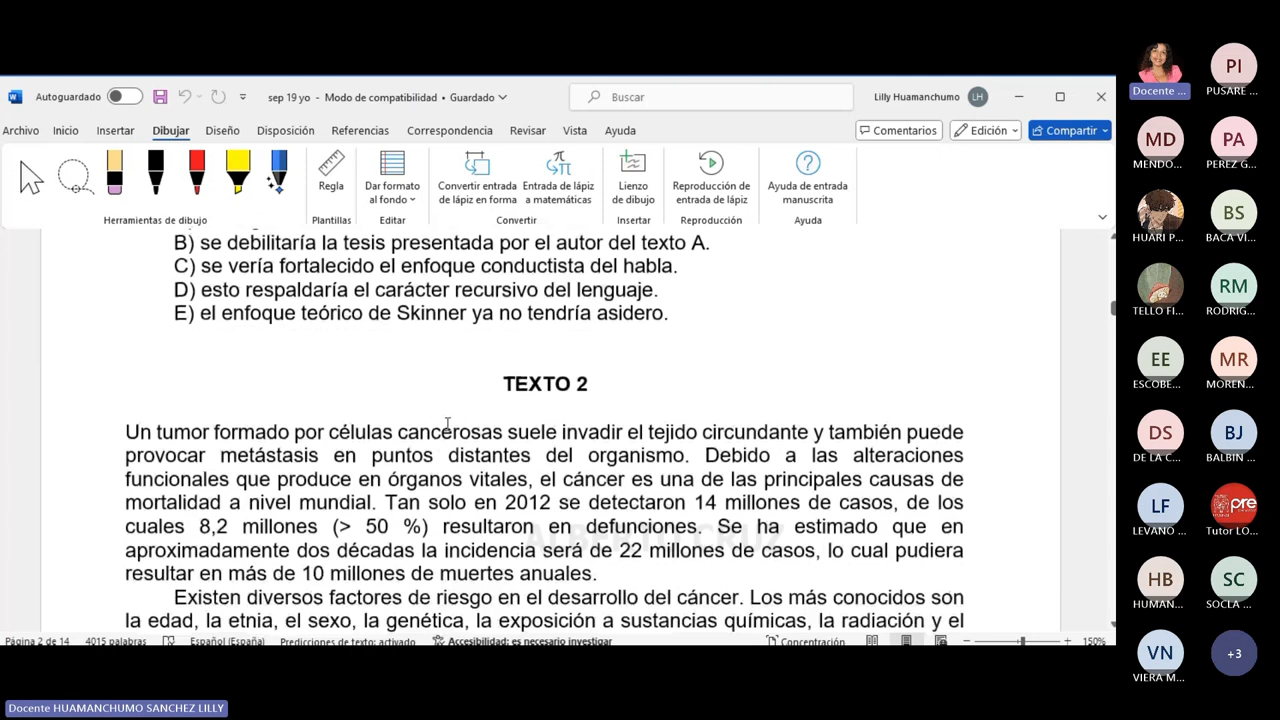 Autoguardado
sep 19 yo - Modo de compatibilidad • Guardado
Buscar
Lilly Huamanchumo
LH
Archivo
Inicio
Insertar
Dibujar
Diseño
Disposición
Referencias
Correspondencia
Revisar
Vista
Ayuda
Comentarios
Edición
Compartir
Regla
Dar formato al fondo
Convertir entrada de lápiz en forma
Entrada de lápiz a matemáticas
Lienzo de dibujo
Reproducción de entrada de lápiz
Ayuda de entrada manuscrita
Herramientas de dibujo
Plantillas
Editar
Convertir
Insertar
Reproducción
Ayuda
B) se debilitaría la tesis presentada por el autor del texto A.
C) se vería fortalecido el enfoque conductista del habla.
D) esto respaldaría el carácter recursivo del lenguaje.
E) el enfoque teórico de Skinner ya no tendría asidero.
TEXTO 2
Un tumor formado por células cancerosas suele invadir el tejido circundante y también puede
provocar metástasis en puntos distantes del organismo. Debido a las alteraciones
funcionales que produce en órganos vitales, el cáncer es una de las principales causas de
mortalidad a nivel mundial. Tan solo en 2012 se detectaron 14 millones de casos, de los
cuales 8,2 millones (> 50 %) resultaron en defunciones. Se ha estimado que en
aproximadamente dos décadas la incidencia será de 22 millones de casos, lo cual pudiera
resultar en más de 10 millones de muertes anuales.
Existen diversos factores de riesgo en el desarrollo del cáncer. Los más conocidos son
la edad, la etnia, el sexo, la genética, la exposición a sustancias químicas, la radiación y el
ALBERTO CRUZ
Página 2 de 14
4015 palabras
Español (España)
Predicciones de texto: activado
Accesibilidad: es necesario investigar
Concentración
150%
Docente ...
PI
PUSARE ...
MD
MENDO...
PA
PEREZ G...
HUARI P...
BS
BACA VI...
TELLO FI...
RM
RODRIG...
EE
ESCOBE...
MR
MOREN...
DS
DE LA C...
BJ
BALBIN ...
LF
LEVANO ...
pre
Tutor LO...
HB
HUMAN...
SC
SOCLA ...
VN
VIERA M...
+3
Docente HUAMANCHUMO SANCHEZ LILLY